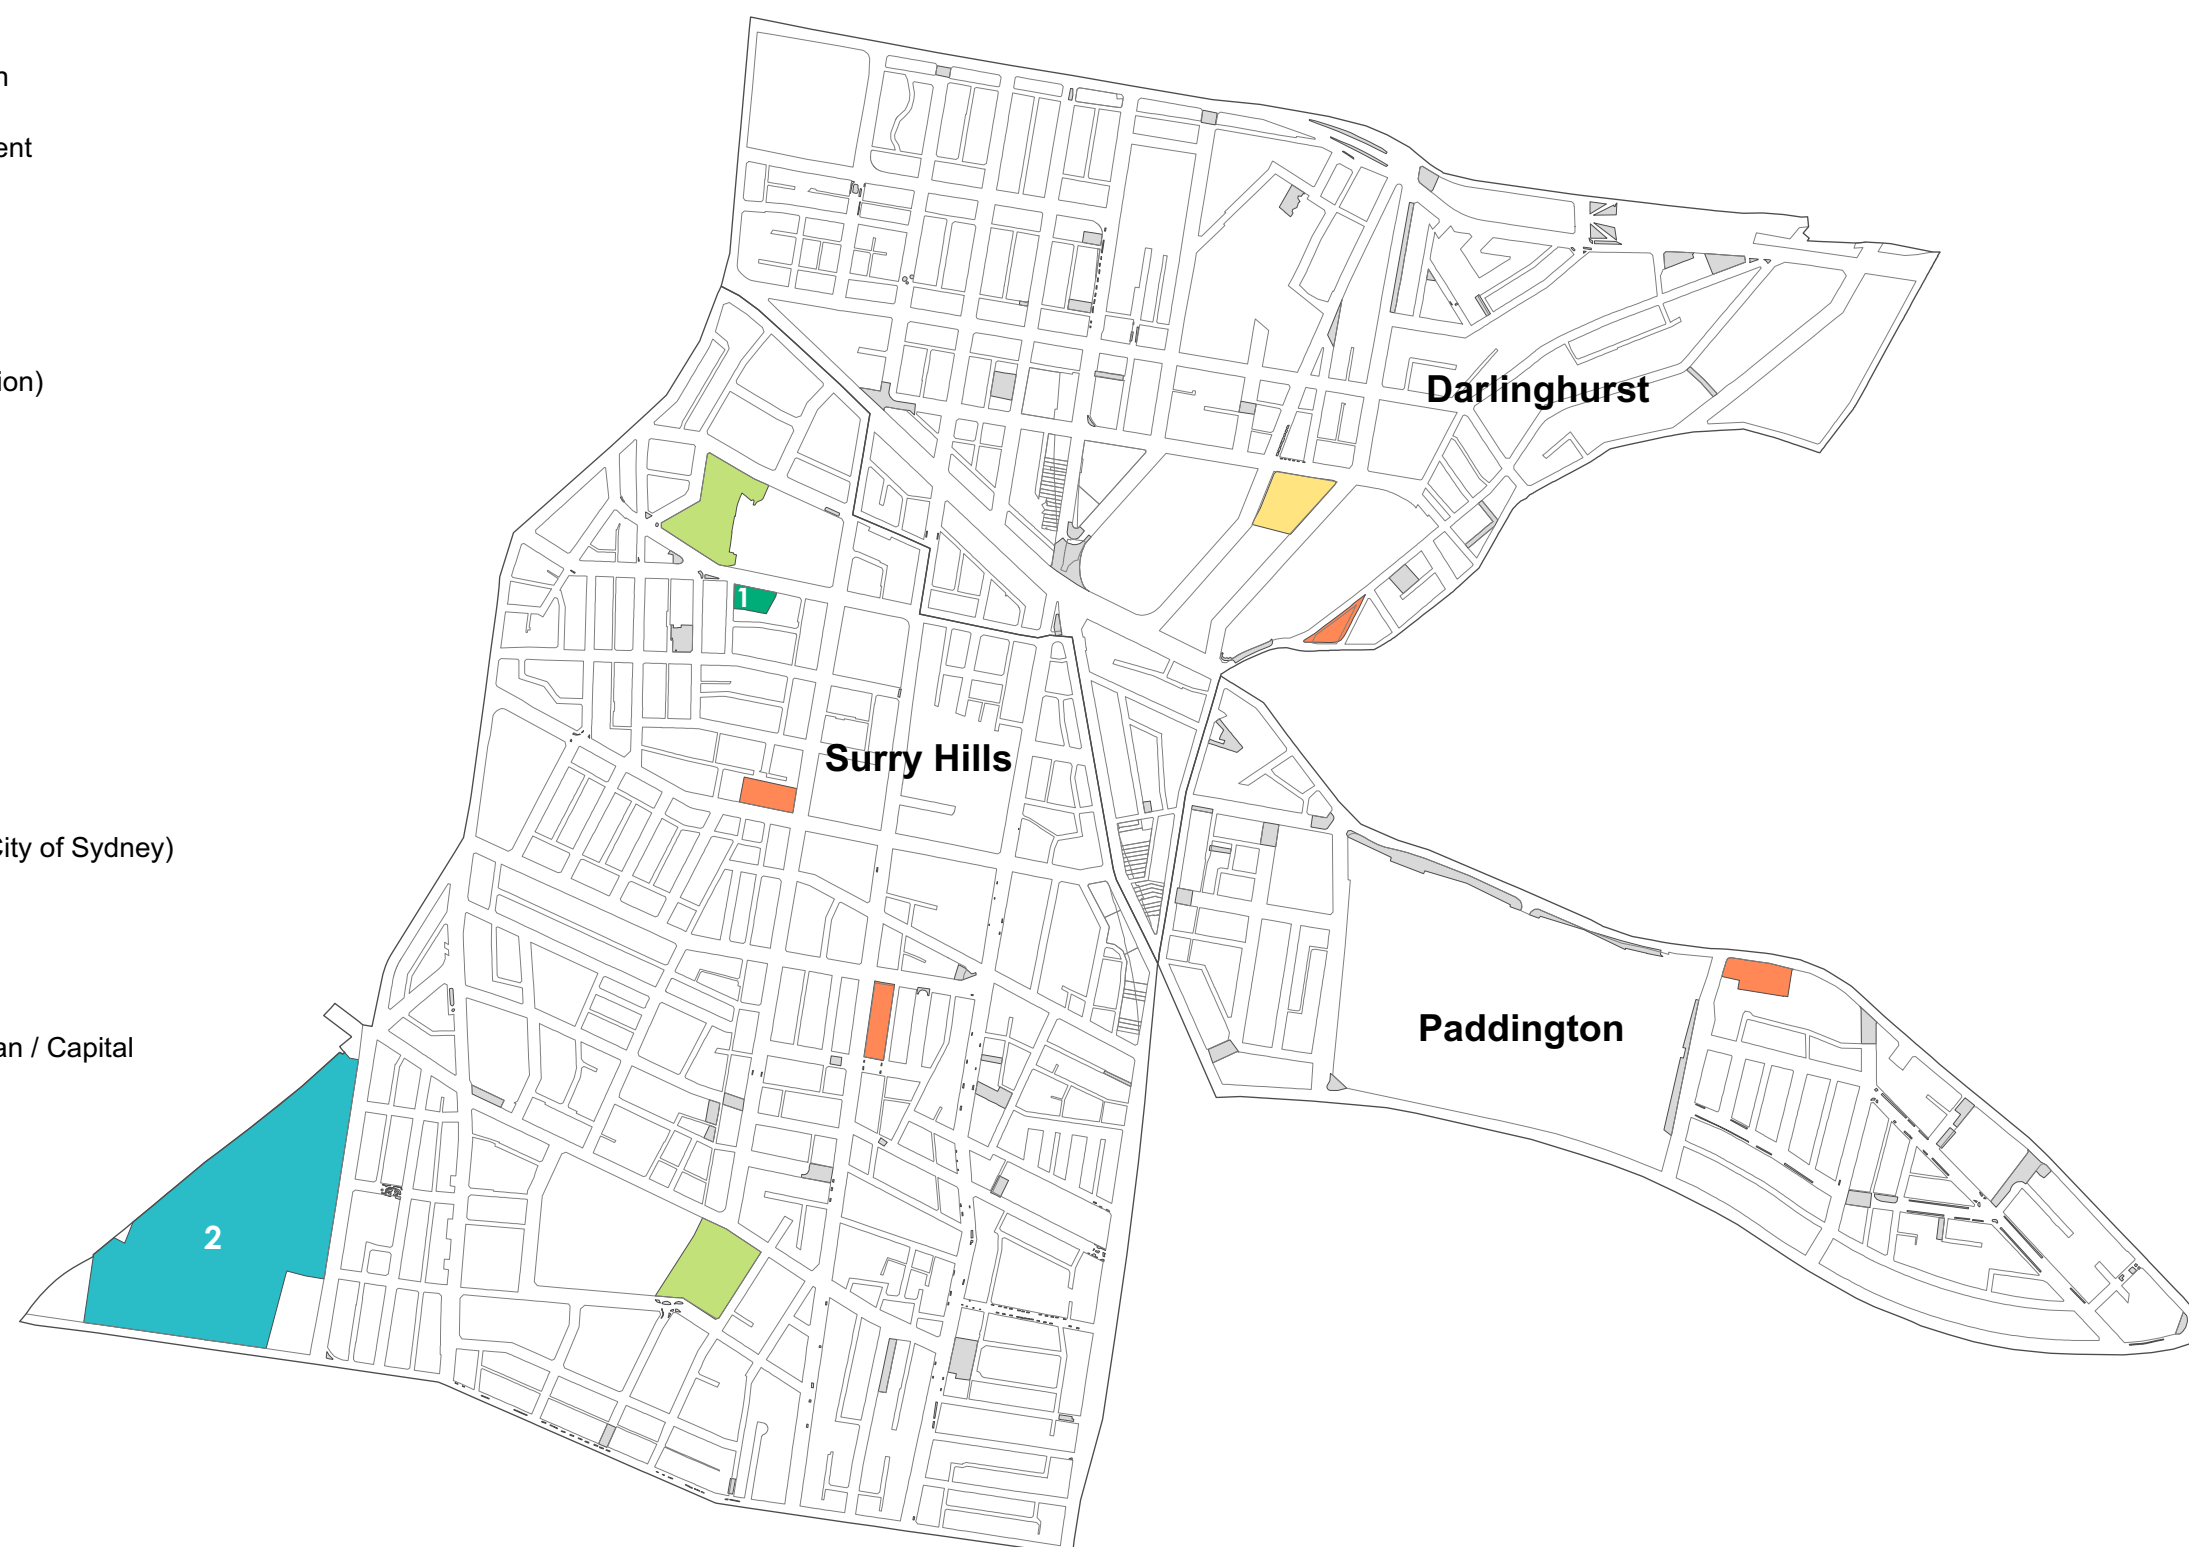 n
ent
ion)
City of Sydney)
an / Capital
Darlinghurst
1
Surry Hills
Paddington
2